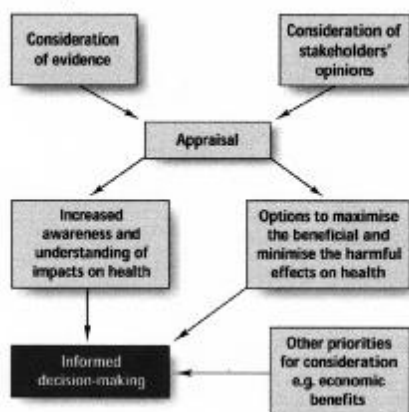 Consideration
of evidence
Consideration of
stakeholders'
opinions
Appraisal
Increased
awareness and
understanding of
impacts on health
Options to maximise
the beneficial and
minimise the harmful
effects on health
Informed
decision-making
Other priorities
for consideration
e.g. economic
benefits